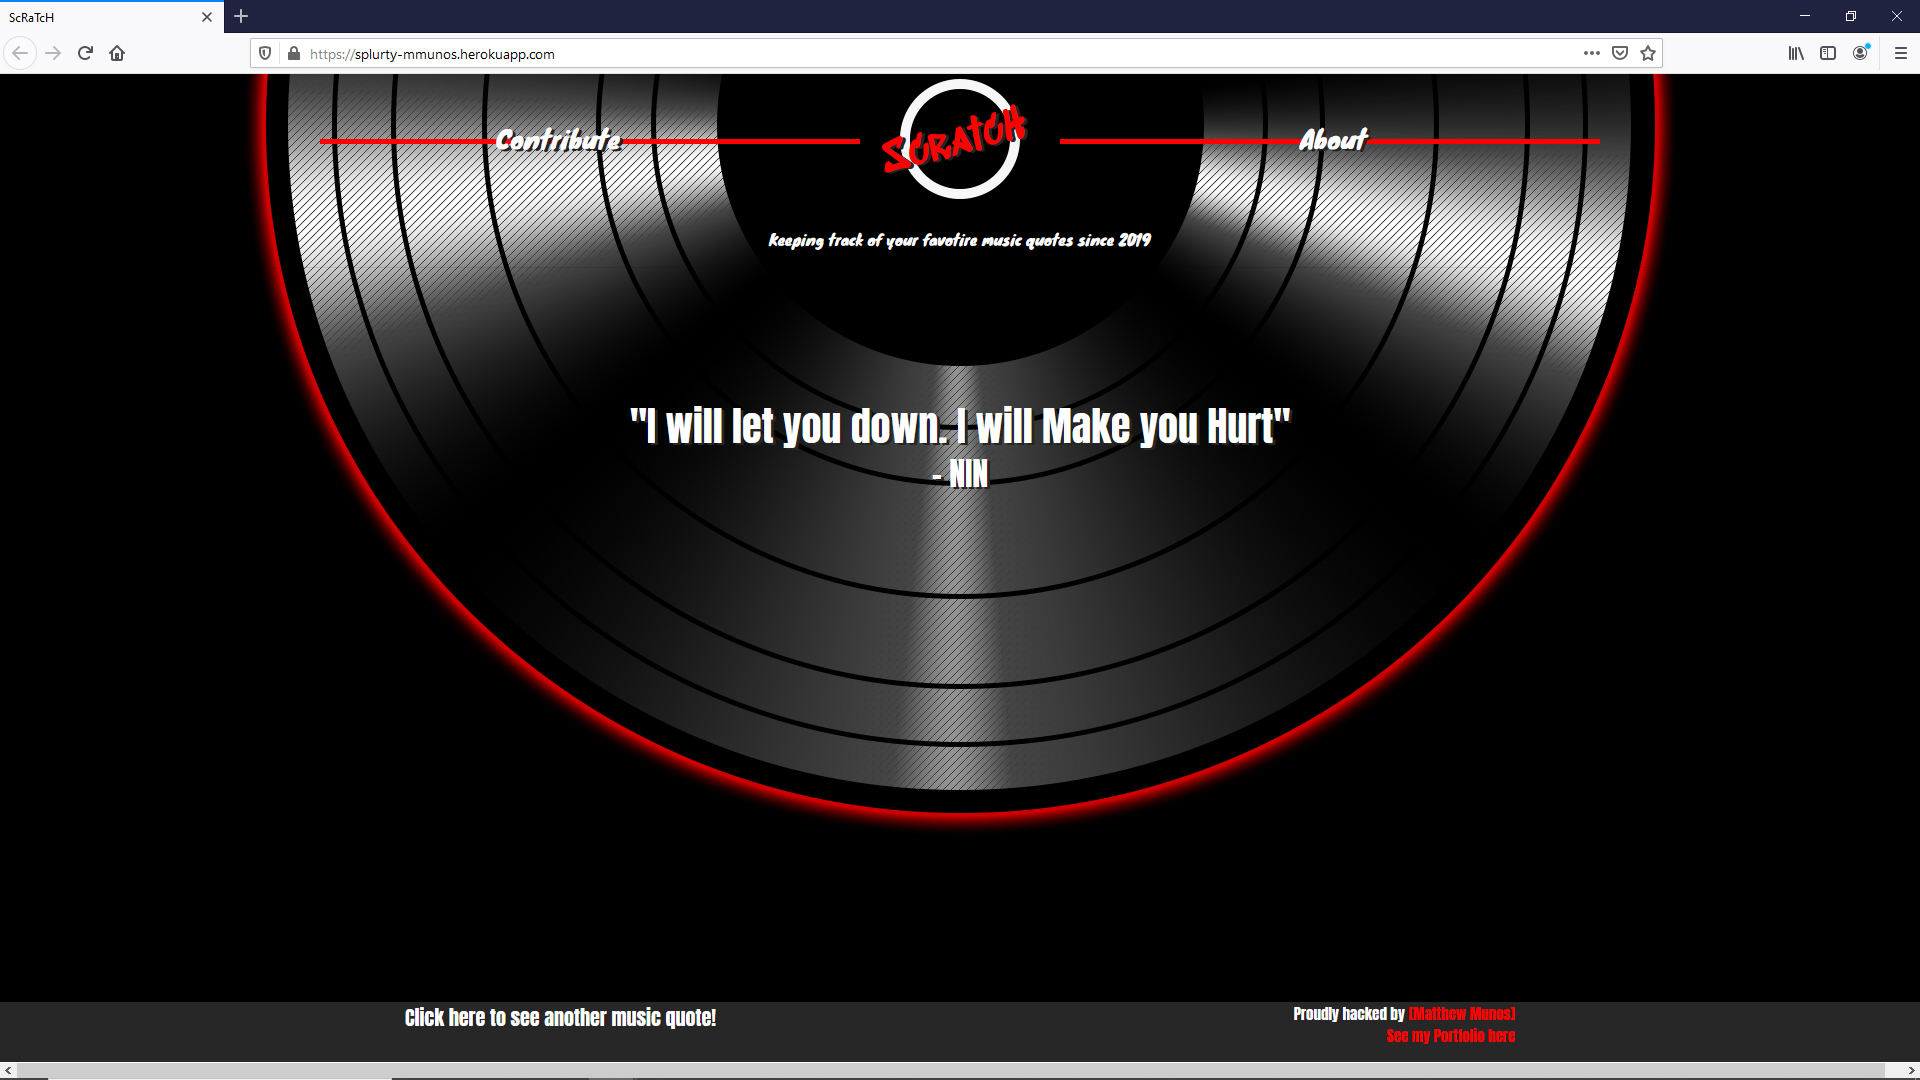 ScRaTcH
https://splurty-mmunos.herokuapp.com
Contribute
SCRATCH
About
Keeping track of your favotire music quotes since 2019
"I will let you down. I will Make you Hurt"
- NIN
Click here to see another music quote!
Proudly hacked by [Matthew Munos]
See my Portfolio here